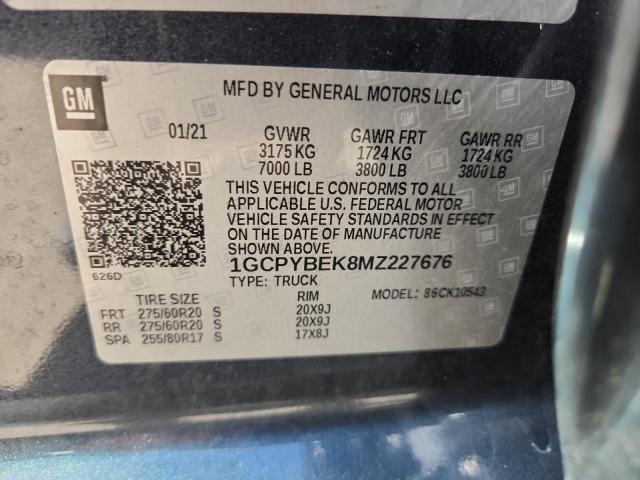 GM
MFD BY GENERAL MOTORS LLC
01/21 GVWR GAWR FRT GAWR RR
3175 KG 1724 KG 1724 KG
7000 LB 3800 LB 3800 LB
THIS VEHICLE CONFORMS TO ALL
APPLICABLE U.S. FEDERAL MOTOR
VEHICLE SAFETY STANDARDS IN EFFECT
ON THE DATE OF MANUFACTURE
SHOWN ABOVE.
626D 1GCPYBEK8MZ227676
TYPE: TRUCK MODEL: 86CK10543
TIRE SIZE RIM
FRT 275/60R20 S 20X9J
RR 275/60R20 S 20X9J
SPA 255/80R17 S 17X8J